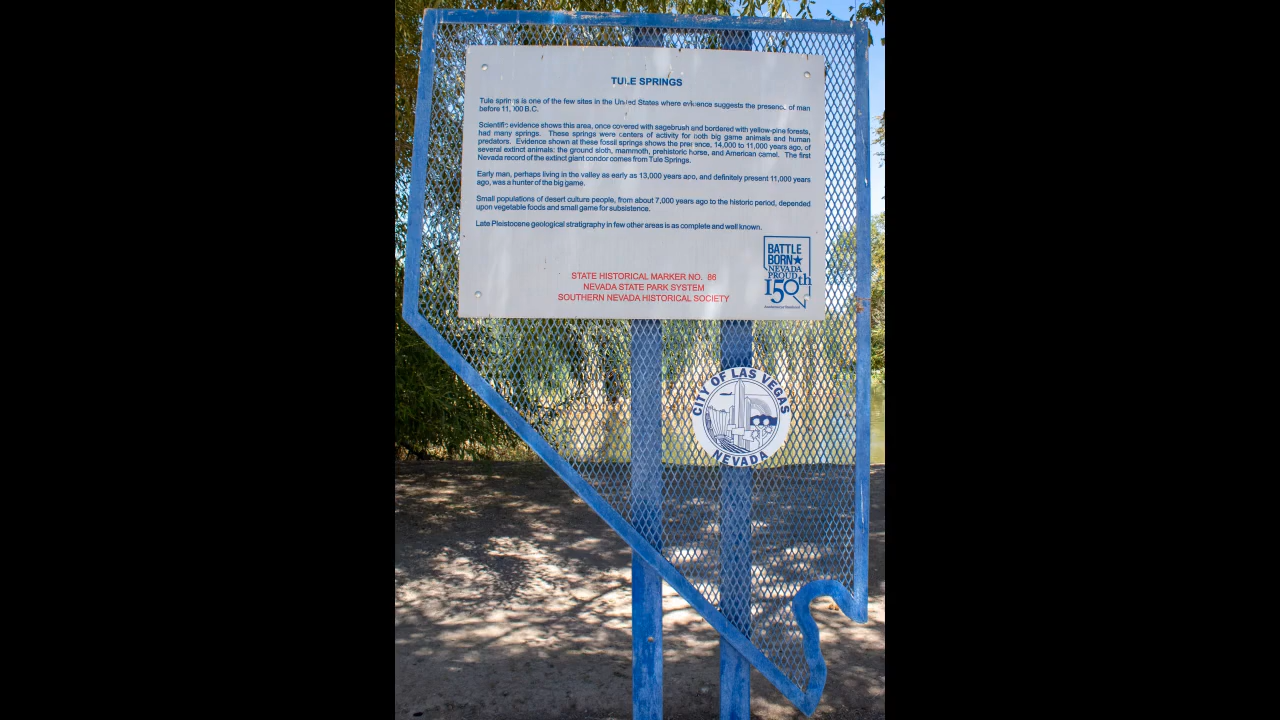 TULE SPRINGS
Tule springs is one of the few sites in the United States where evidence suggests the presence of man
before 11,000 B.C.
Scientific evidence shows this area, once covered with sagebrush and bordered with yellow-pine forests,
had many springs. These springs were centers of activity for both big game animals and human
predators. Evidence shown at these fossil springs shows the presence, 14,000 to 11,000 years ago, of
several extinct animals: the ground sloth, mammoth, prehistoric horse, and American camel. The first
Nevada record of the extinct giant condor comes from Tule Springs.
Early man, perhaps living in the valley as early as 13,000 years ago, and definitely present 11,000 years
ago, was a hunter of the big game.
Small populations of desert culture people, from about 7,000 years ago to the historic period, depended
upon vegetable foods and small game for subsistence.
Late Pleistocene geological stratigraphy in few other areas is as complete and well known.
STATE HISTORICAL MARKER NO. 86
NEVADA STATE PARK SYSTEM
SOUTHERN NEVADA HISTORICAL SOCIETY
BATTLE
BORN
NEVADA
PROUD
150th
CITY OF LAS VEGAS
NEVADA